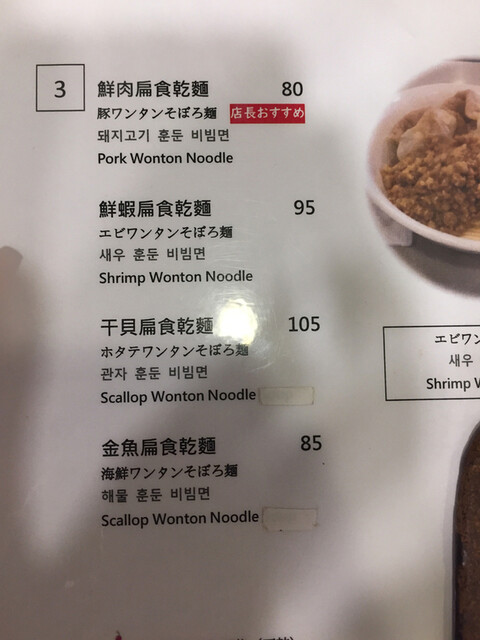 3
鮮肉扁食乾麵 80
豚ワンタンそぼろ麺 店長おすすめ
돼지고기 훈둔 비빔면
Pork Wonton Noodle
鮮蝦扁食乾麵 95
エビワンタンそぼろ麺
새우 훈둔 비빔면
Shrimp Wonton Noodle
干貝扁食乾麵 105
ホタテワンタンそぼろ麺
관자 훈둔 비빔면
Scallop Wonton Noodle
金魚扁食乾麵 85
海鮮ワンタンそぼろ麺
해물 훈둔 비빔면
Scallop Wonton Noodle
エビワン
새우
Shrimp W